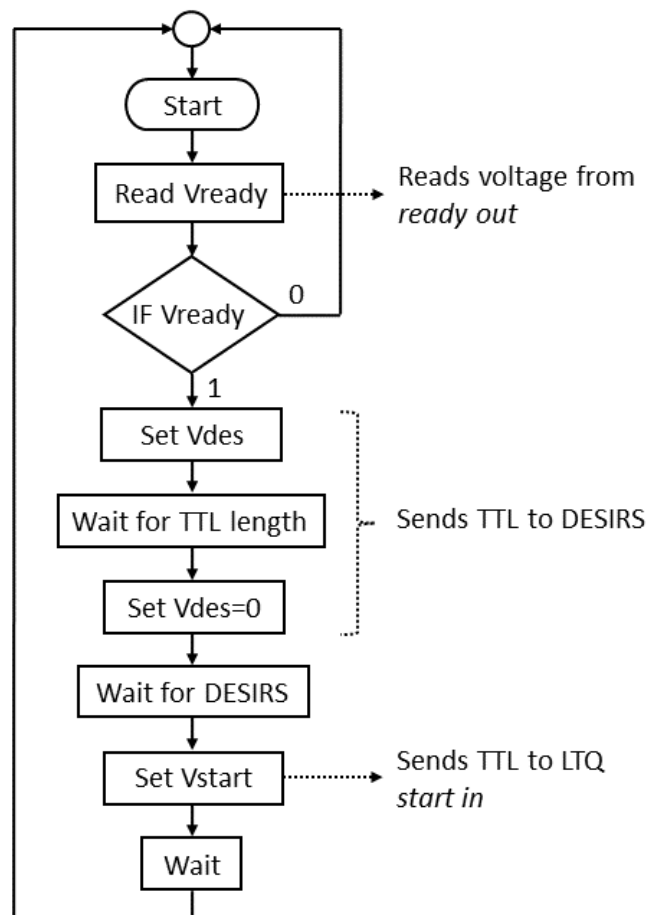 Start
Read Vready
Reads voltage from
ready out
IF Vready
0
1
Set Vdes
Wait for TTL length
Sends TTL to DESIRS
Set Vdes=0
Wait for DESIRS
Set Vstart
Sends TTL to LTQ
start in
Wait